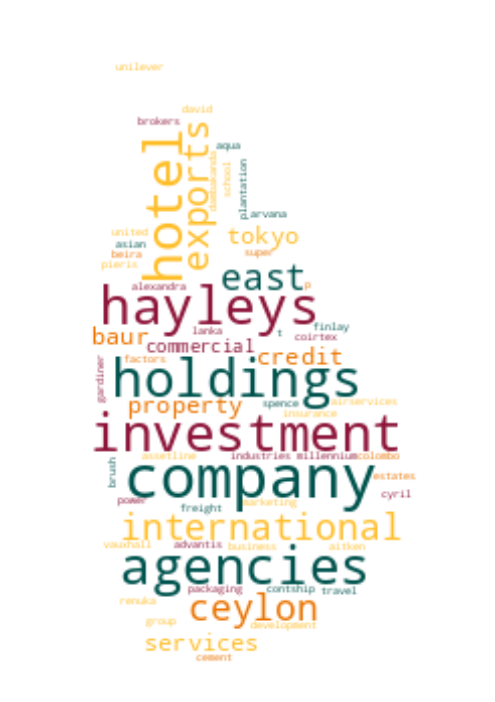 unilever
david
brokers
hotel
exports
aqua
dambakanda
school
plantation
arvana
united
tokyo
asian
beira
super
pieris
east
p
alexandra
hayleys
lanka
finlay
t
baur
coirtex
commercial
factors
credit
gardiner
holdings
property
spence
airservices
insurance
investment
assetline
industries
millennium
colombo
brush
company
estates
cyril
power
marketing
freight
international
vauxhall
advantis
business
aitken
agencies
packaging
contship
travel
renuka
ceylon
group
development
services
cement